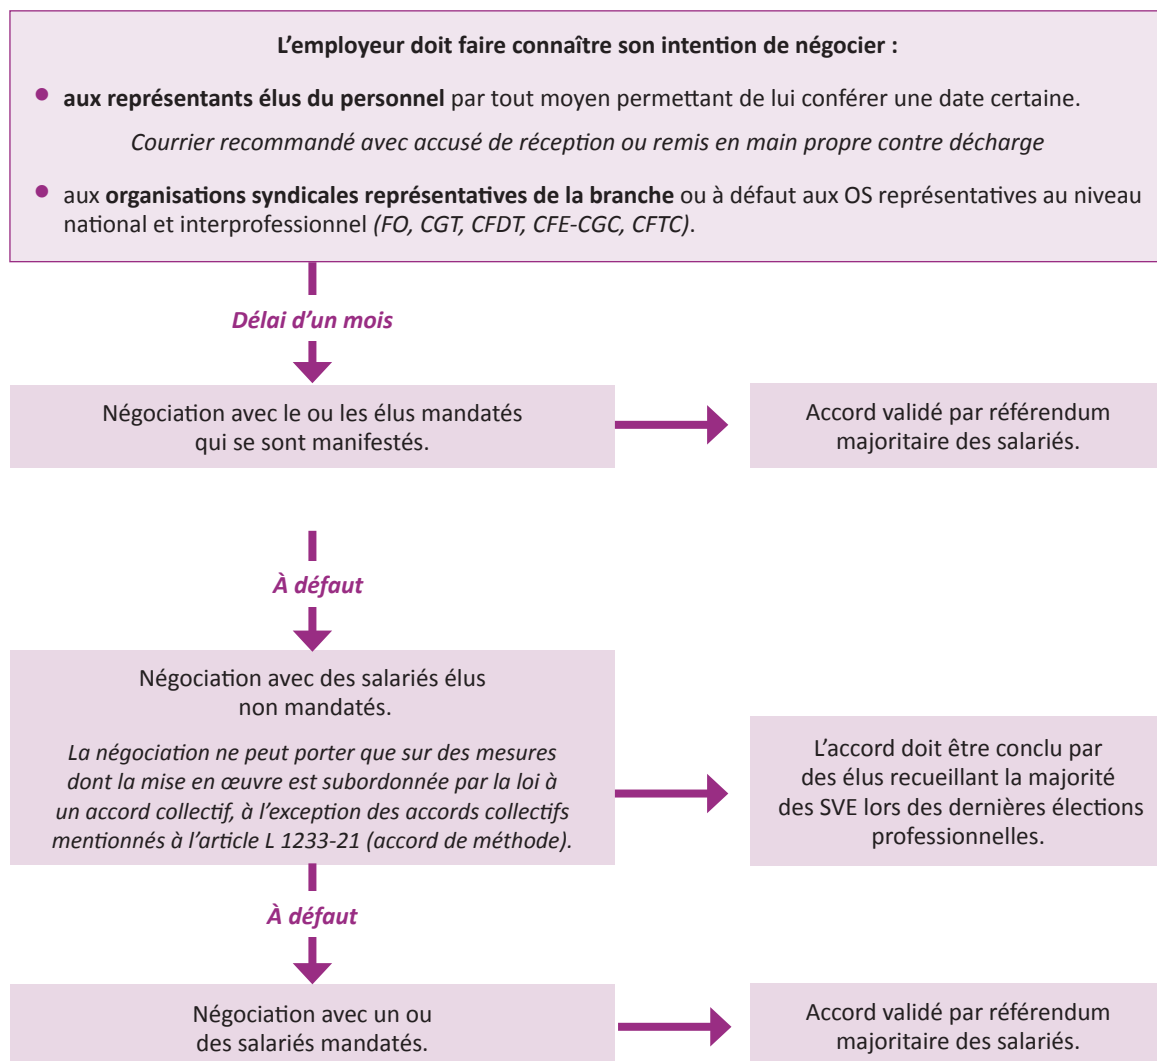 L'employeur doit faire connaître son intention de négocier :
• aux représentants élus du personnel par tout moyen permettant de lui conférer une date certaine.
Courrier recommandé avec accusé de réception ou remis en main propre contre décharge
• aux organisations syndicales représentatives de la branche ou à défaut aux OS représentatives au niveau
national et interprofessionnel (FO, CGT, CFDT, CFE-CGC, CFTC).
Délai d'un mois
Négociation avec le ou les élus mandatés
qui se sont manifestés.
Accord validé par référendum
majoritaire des salariés.
À défaut
Négociation avec des salariés élus
non mandatés.
La négociation ne peut porter que sur des mesures
dont la mise en œuvre est subordonnée par la loi à
un accord collectif, à l'exception des accords collectifs
mentionnés à l'article L 1233-21 (accord de méthode).
L'accord doit être conclu par
des élus recueillant la majorité
des SVE lors des dernières élections
professionnelles.
À défaut
Négociation avec un ou
des salariés mandatés.
Accord validé par référendum
majoritaire des salariés.